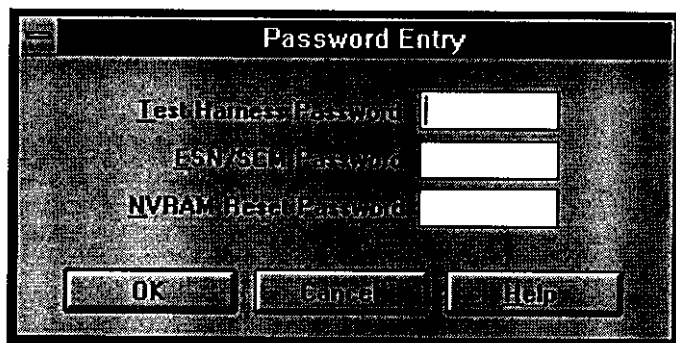 Password Entry
Test Harness Password
ESN/SCM Password
NVRAM Reset Password
OK Cancel Help